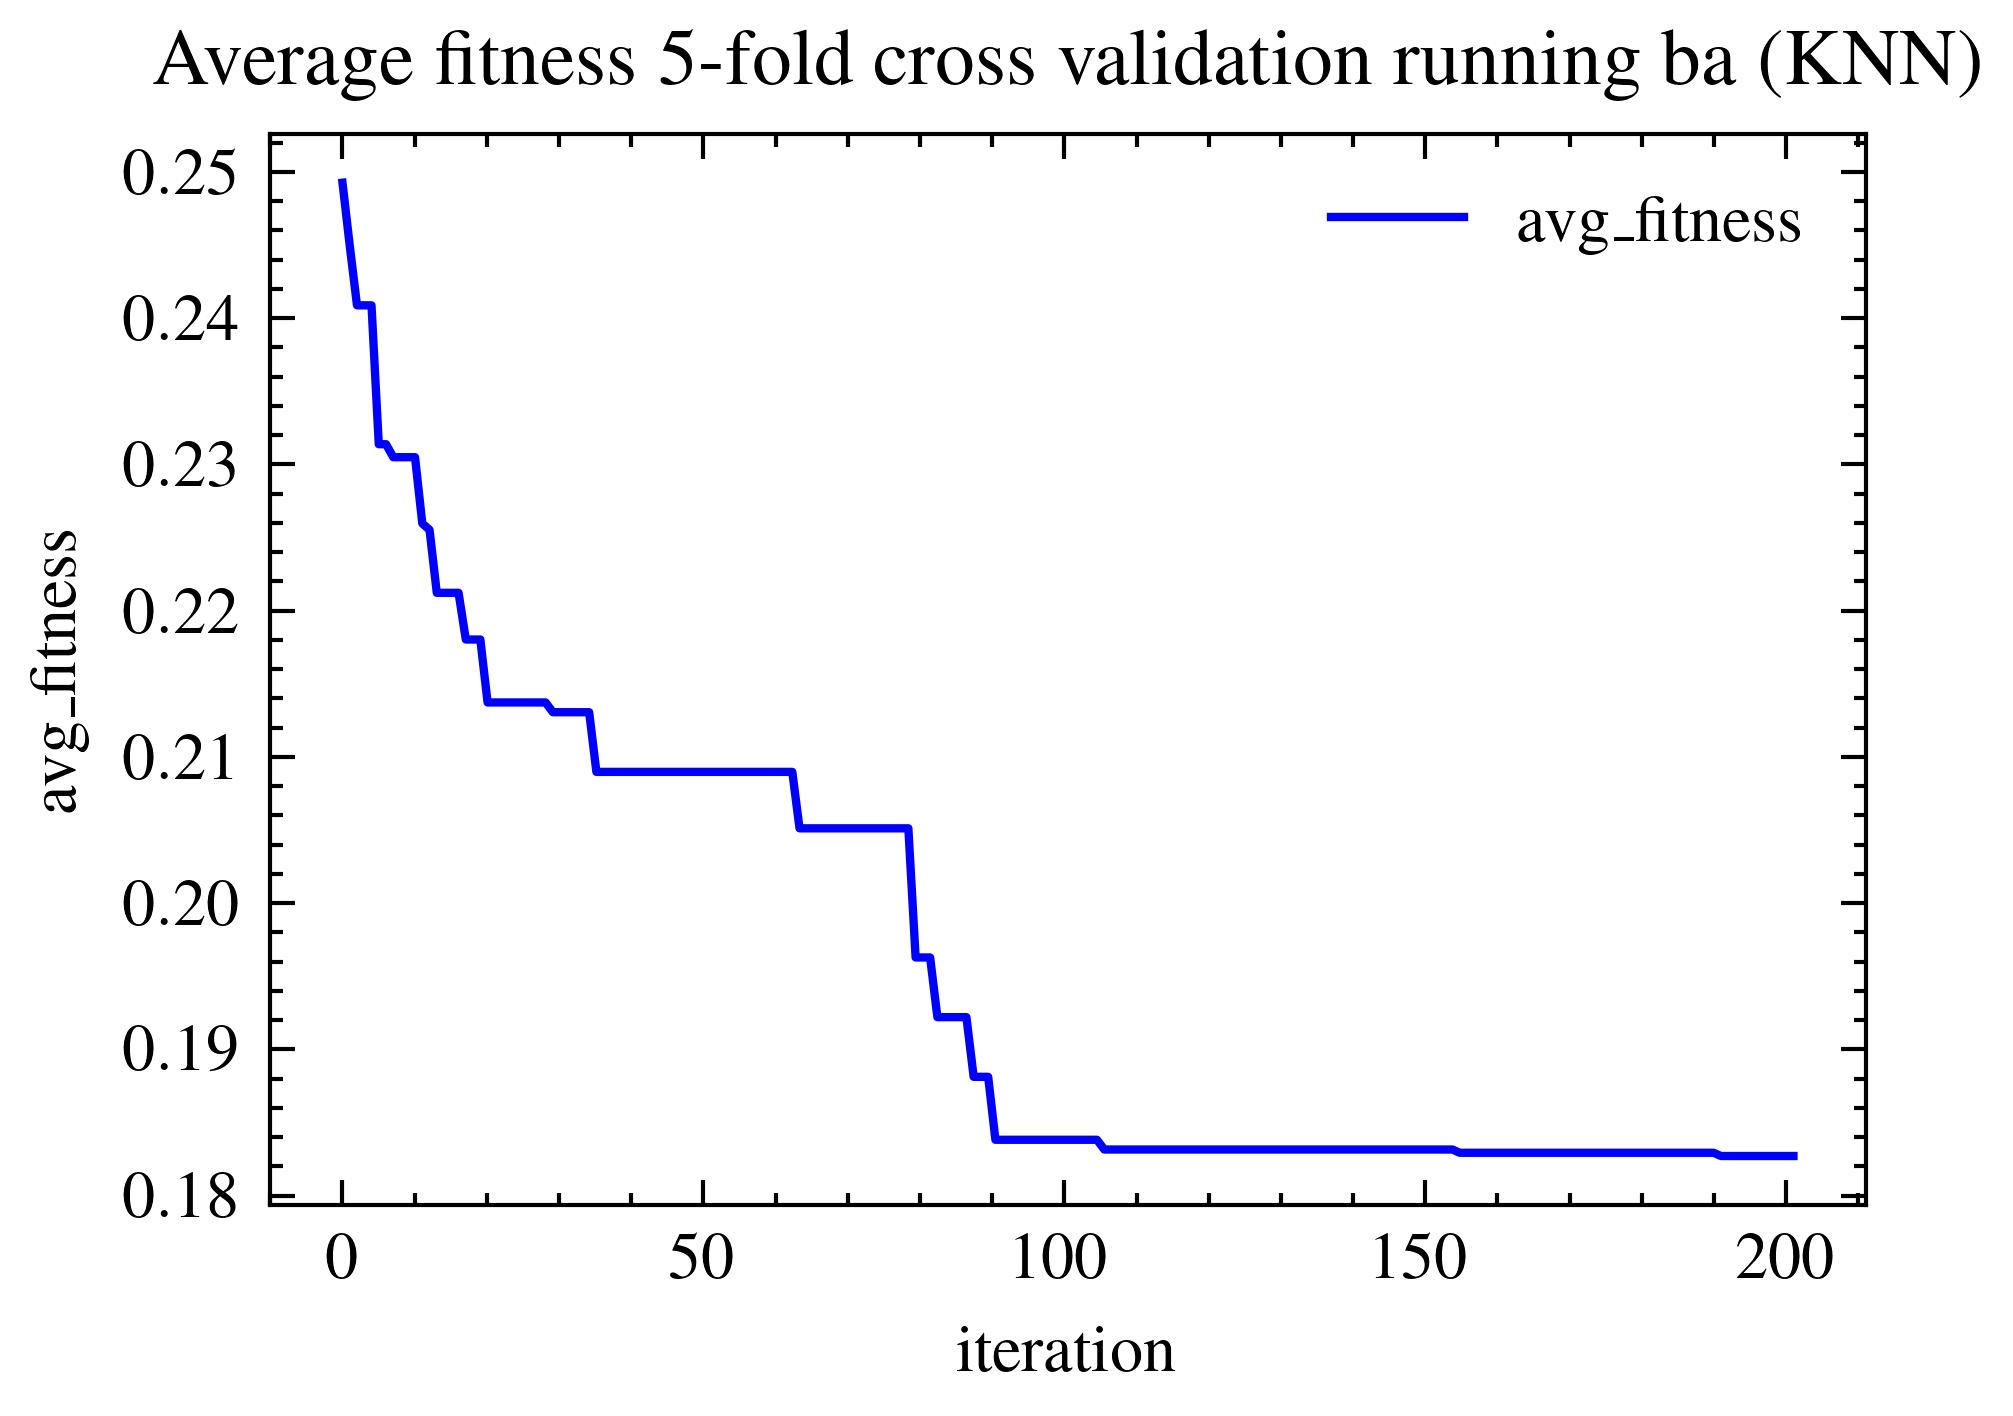 Average fitness 5-fold cross validation running ba (KNN)
avg_fitness
0.25
0.24
0.23
0.22
0.21
0.20
0.19
0.18
avg_fitness
0 50 100 150 200
iteration